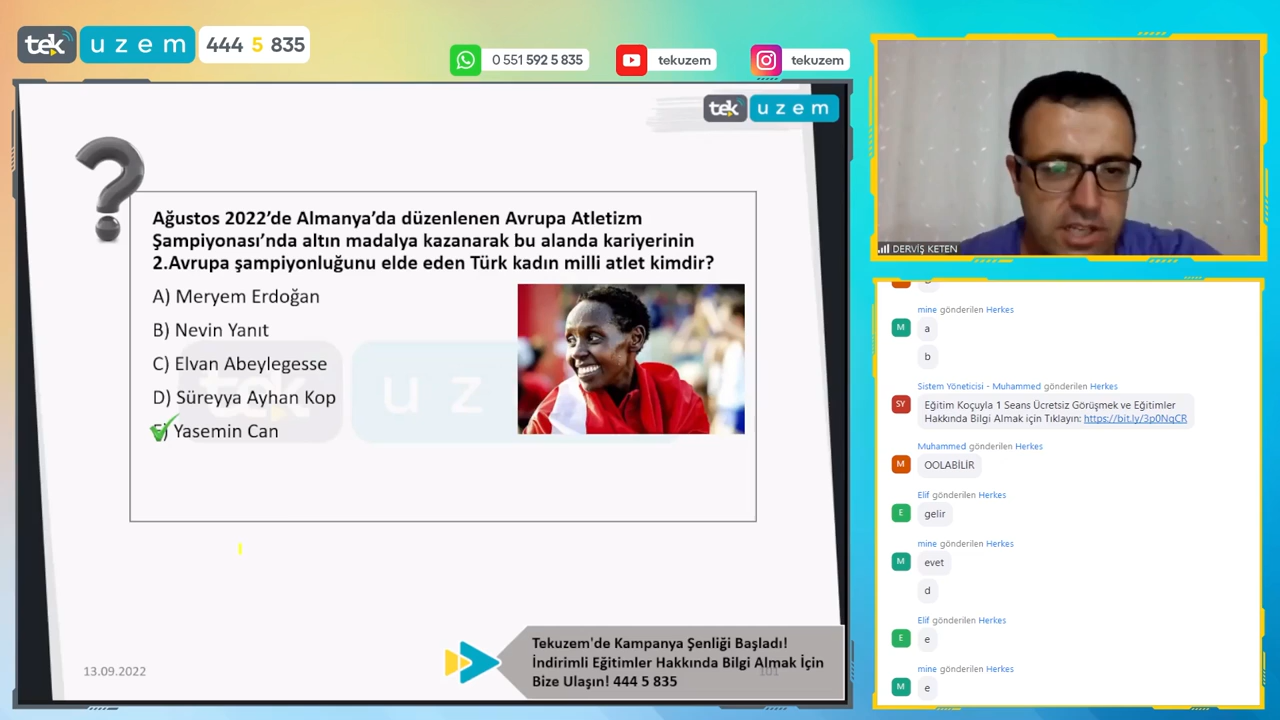 tek uzem 444 5 835
0 551 592 5 835
tekuzem
tekuzem
tek uzem
Ağustos 2022’de Almanya’da düzenlenen Avrupa Atletizm
Şampiyonası’nda altın madalya kazanarak bu alanda kariyerinin
2.Avrupa şampiyonluğunu elde eden Türk kadın milli atlet kimdir?
A) Meryem Erdoğan
B) Nevin Yanıt
C) Elvan Abeylegesse
D) Süreyya Ayhan Kop
E) Yasemin Can
13.09.2022
Tekuzem'de Kampanya Şenliği Başladı!
İndirimli Eğitimler Hakkında Bilgi Almak İçin
Bize Ulaşın! 444 5 835
101
DERVİŞ KETEN
mine gönderilen Herkes
M
a
b
Sistem Yöneticisi - Muhammed gönderilen Herkes
SY
Eğitim Koçuyla 1 Seans Ücretsiz Görüşmek ve Eğitimler
Hakkında Bilgi Almak için Tıklayın: https://bit.ly/3p0NqCR
Muhammed gönderilen Herkes
M
OOLABİLİR
Elif gönderilen Herkes
E
gelir
mine gönderilen Herkes
M
evet
d
Elif gönderilen Herkes
E
e
mine gönderilen Herkes
M
e